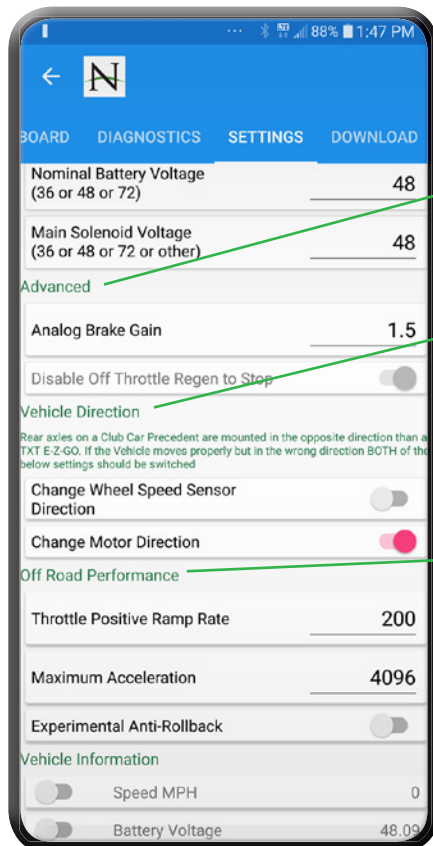 88% 1:47 PM
N
BOARD DIAGNOSTICS SETTINGS DOWNLOAD
Nominal Battery Voltage
(36 or 48 or 72) 48
Main Solenoid Voltage
(36 or 48 or 72 or other) 48
Advanced
Analog Brake Gain 1.5
Disable Off Throttle Regen to Stop
Vehicle Direction
Rear axles on a Club Car Precedent are mounted in the opposite direction than a
TXT E-Z-GO. If the Vehicle moves properly but in the wrong direction BOTH of the
below settings should be switched
Change Wheel Speed Sensor
Direction
Change Motor Direction
Off Road Performance
Throttle Positive Ramp Rate 200
Maximum Acceleration 4096
Experimental Anti-Rollback
Vehicle Information
Speed MPH 0
Battery Voltage 48.09